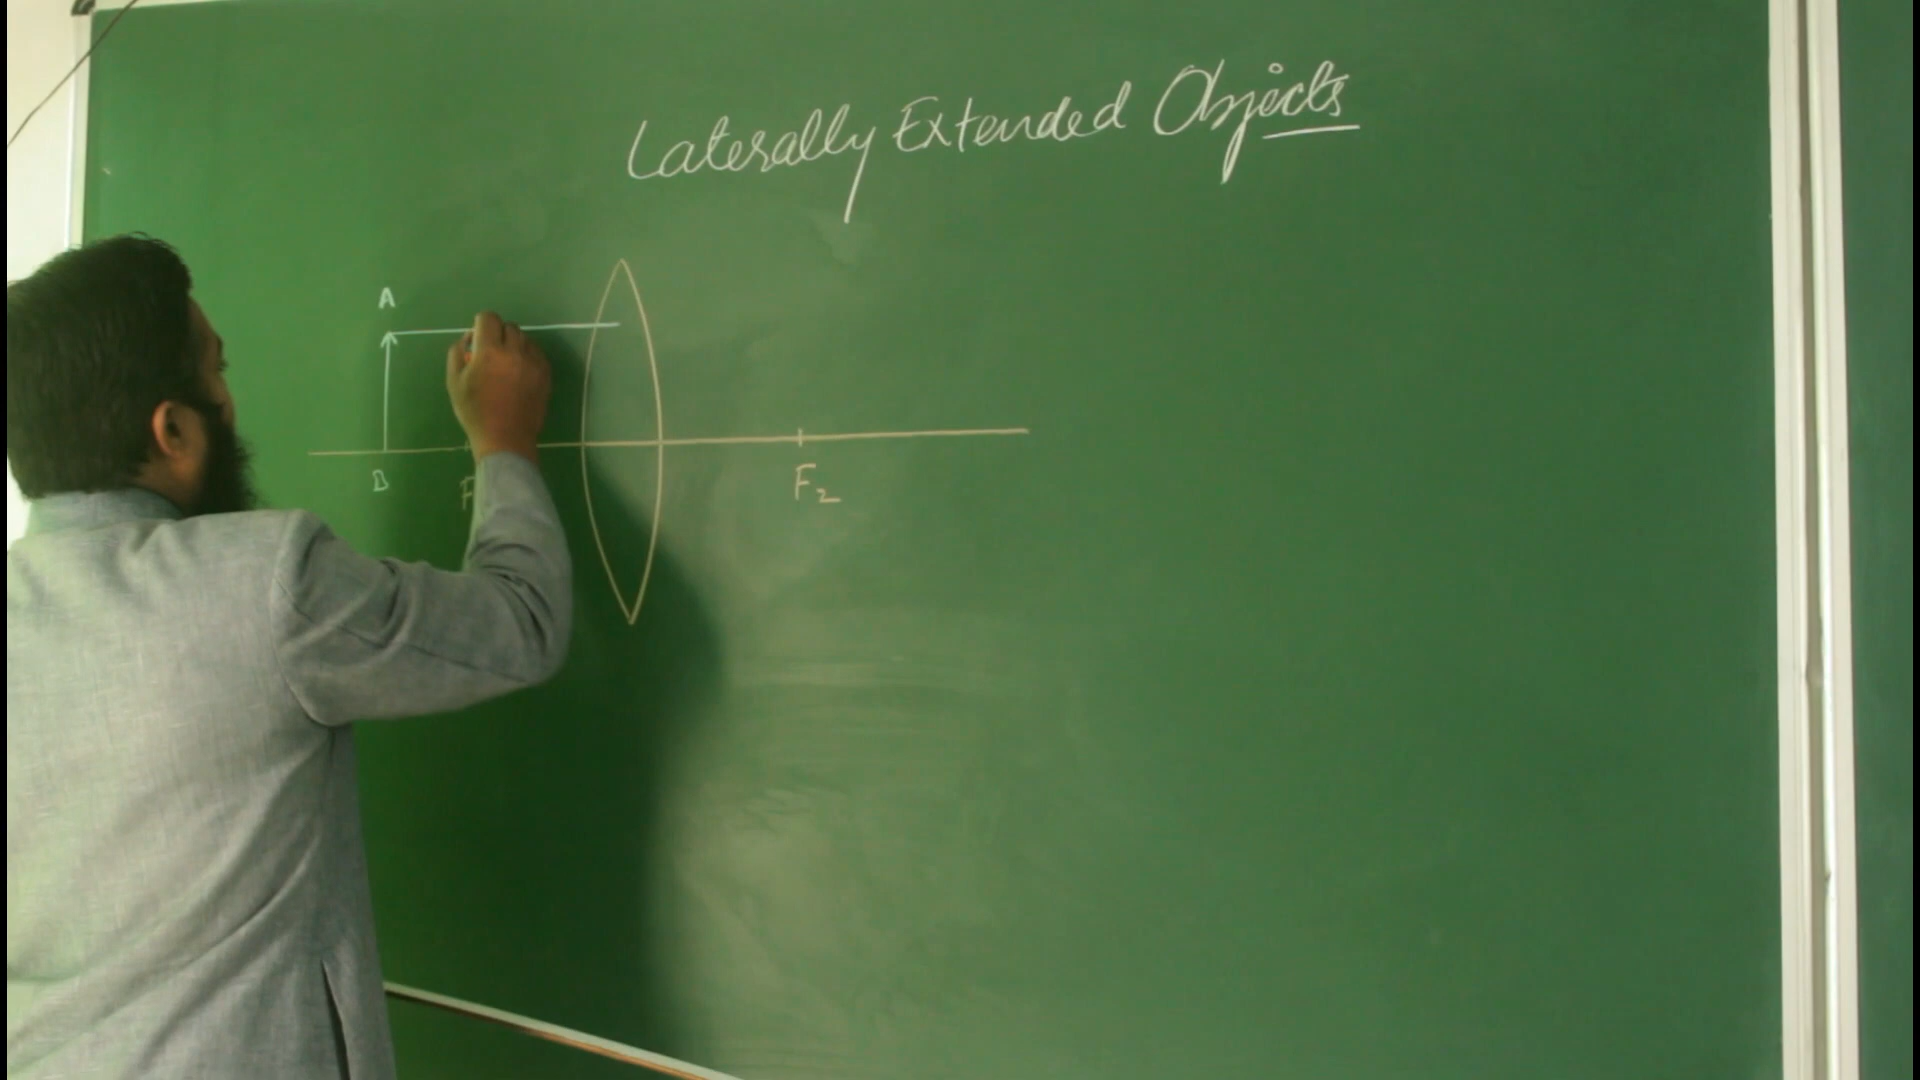 Laterally Extended Objects
A
B F F2